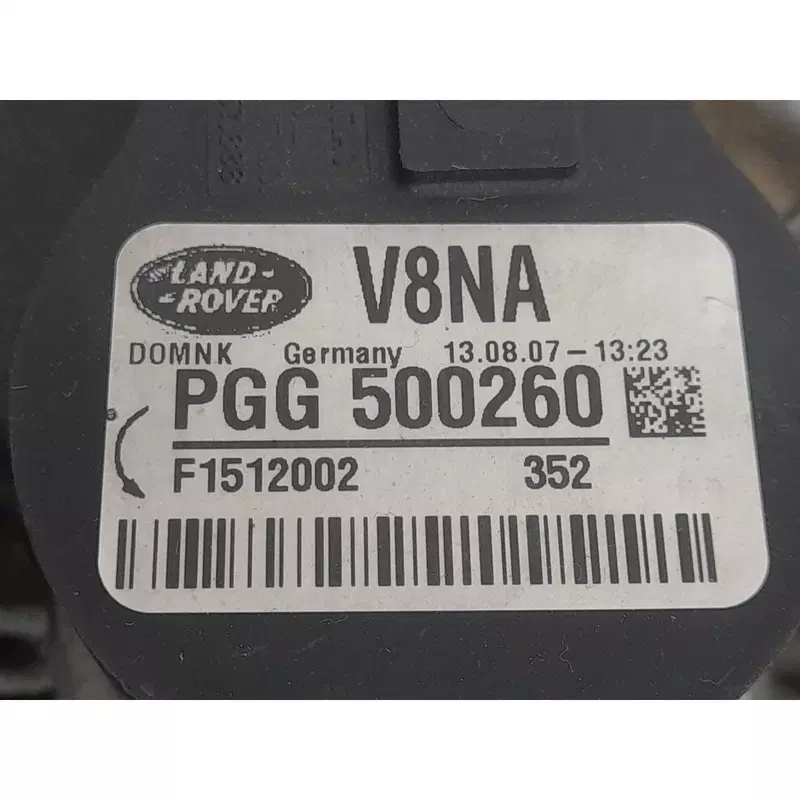 LAND-
-ROVER
V8NA
DOMNK Germany 13.08.07-13:23
PGG 500260
F1512002 352